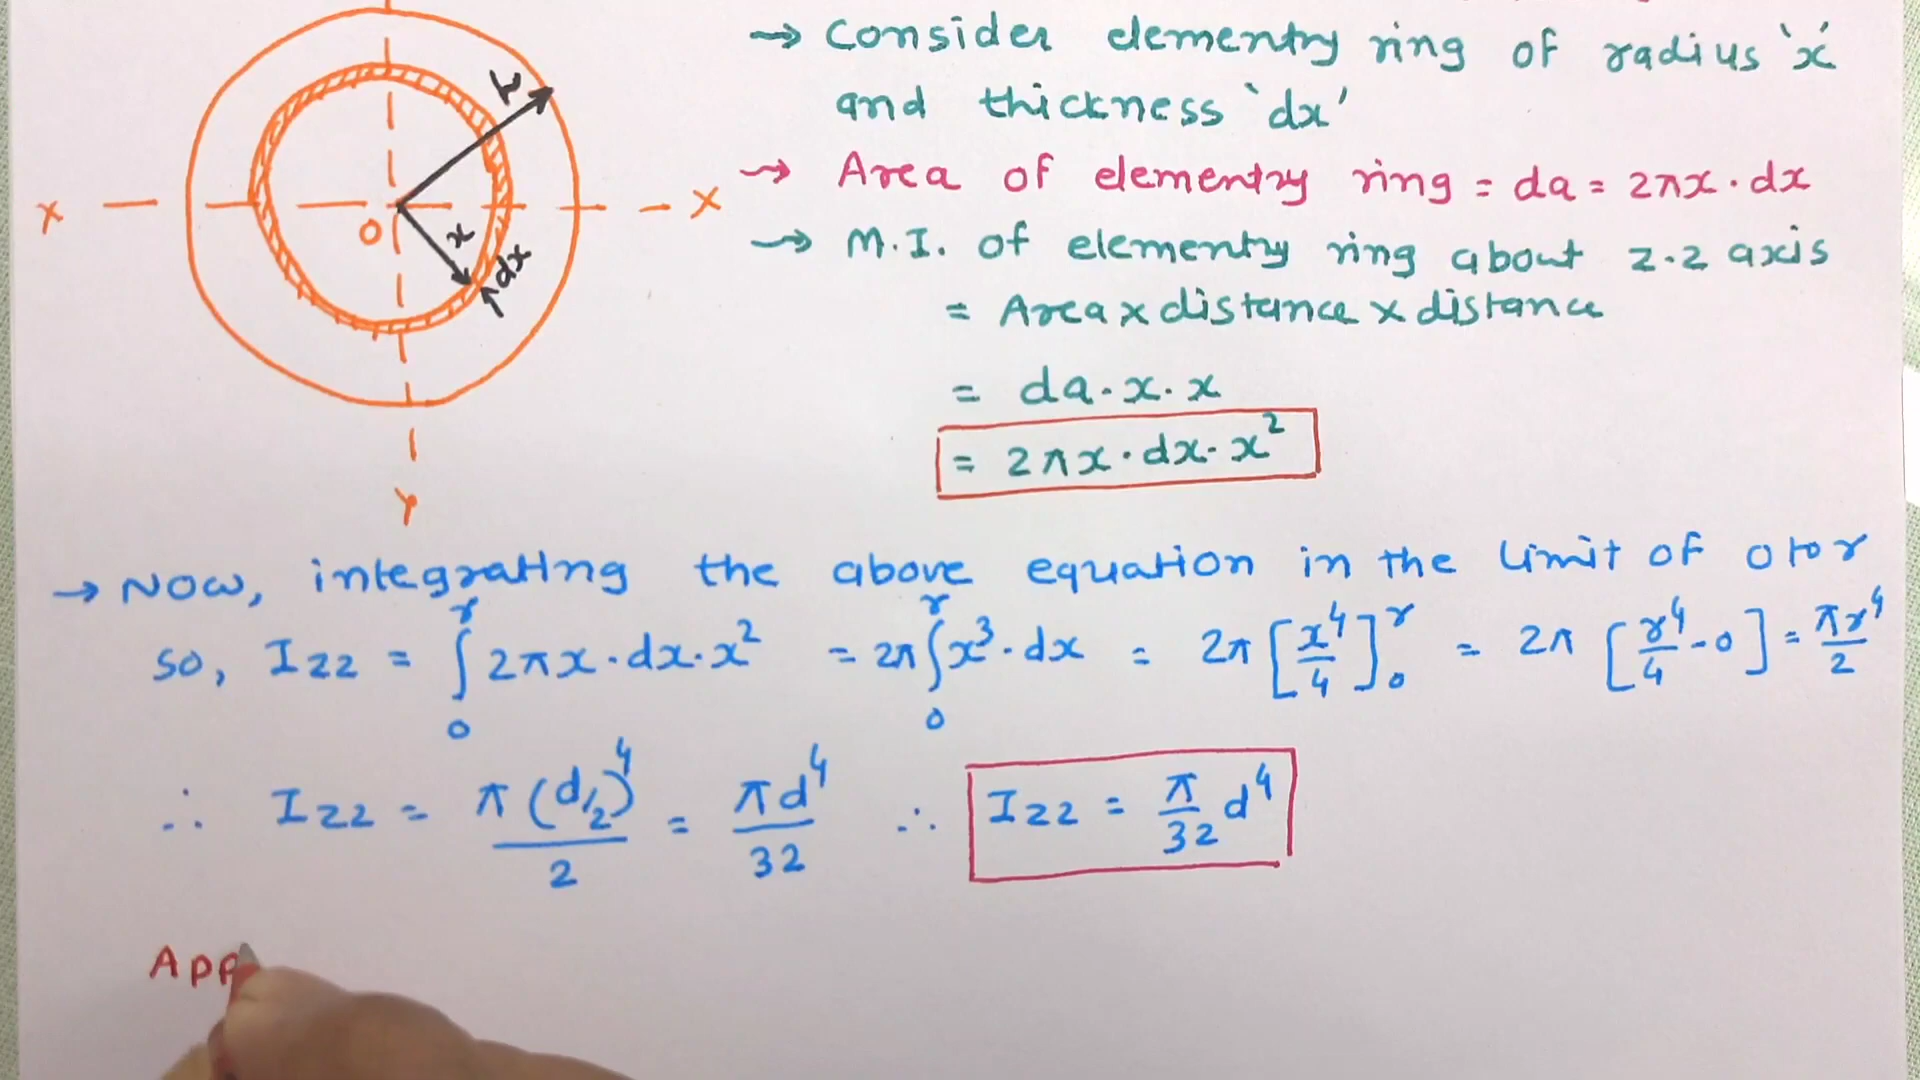 → Consider elementry ring of radius 'x'
and thickness 'dx'
→ Area of elementry ring = da = 2πx · dx
→ M.I. of elementry ring about z-z axis
= Area x distance x distance
= da · x · x
= 2πx · dx · x²
r
X
X
O
x
dx
Y
→ Now, integrating the above equation in the limit of 0 to r
so, Izz = ∫₀ʳ 2πx · dx · x² = 2π ∫₀ʳ x³ · dx = 2π [x⁴/4]₀ʳ = 2π [r⁴/4 - 0] = πr⁴/2
∴ Izz = π(d/2)⁴/2 = πd⁴/32 ∴ Izz = π/32 d⁴
App